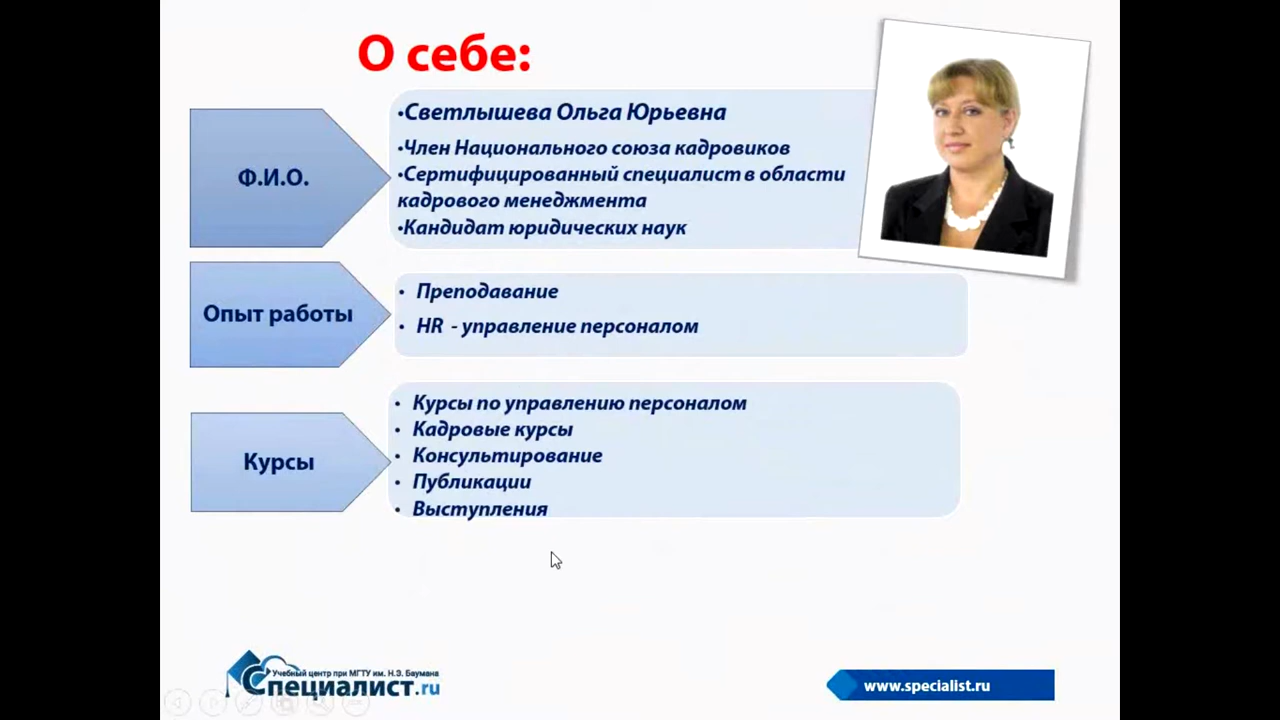 О себе:
Ф.И.О.
•Светлышева Ольга Юрьевна
•Член Национального союза кадровиков
•Сертифицированный специалист в области
кадрового менеджмента
•Кандидат юридических наук
Опыт работы
• Преподавание
• HR - управление персоналом
Курсы
• Курсы по управлению персоналом
• Кадровые курсы
• Консультирование
• Публикации
• Выступления
Учебный центр при МГТУ им. Н.Э. Баумана
Специалист.ru
www.specialist.ru